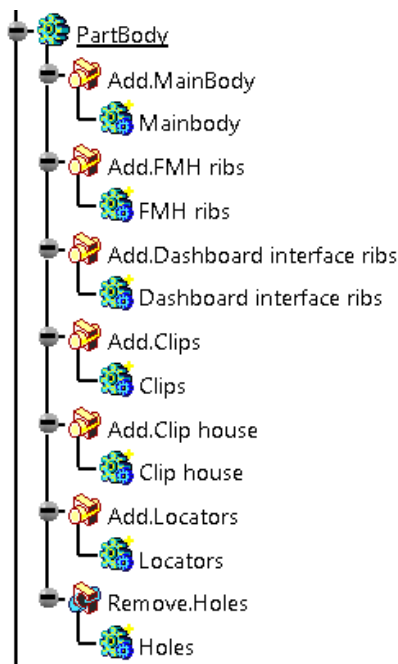 PartBody
Add.MainBody
Mainbody
Add.FMH ribs
FMH ribs
Add.Dashboard interface ribs
Dashboard interface ribs
Add.Clips
Clips
Add.Clip house
Clip house
Add.Locators
Locators
Remove.Holes
Holes